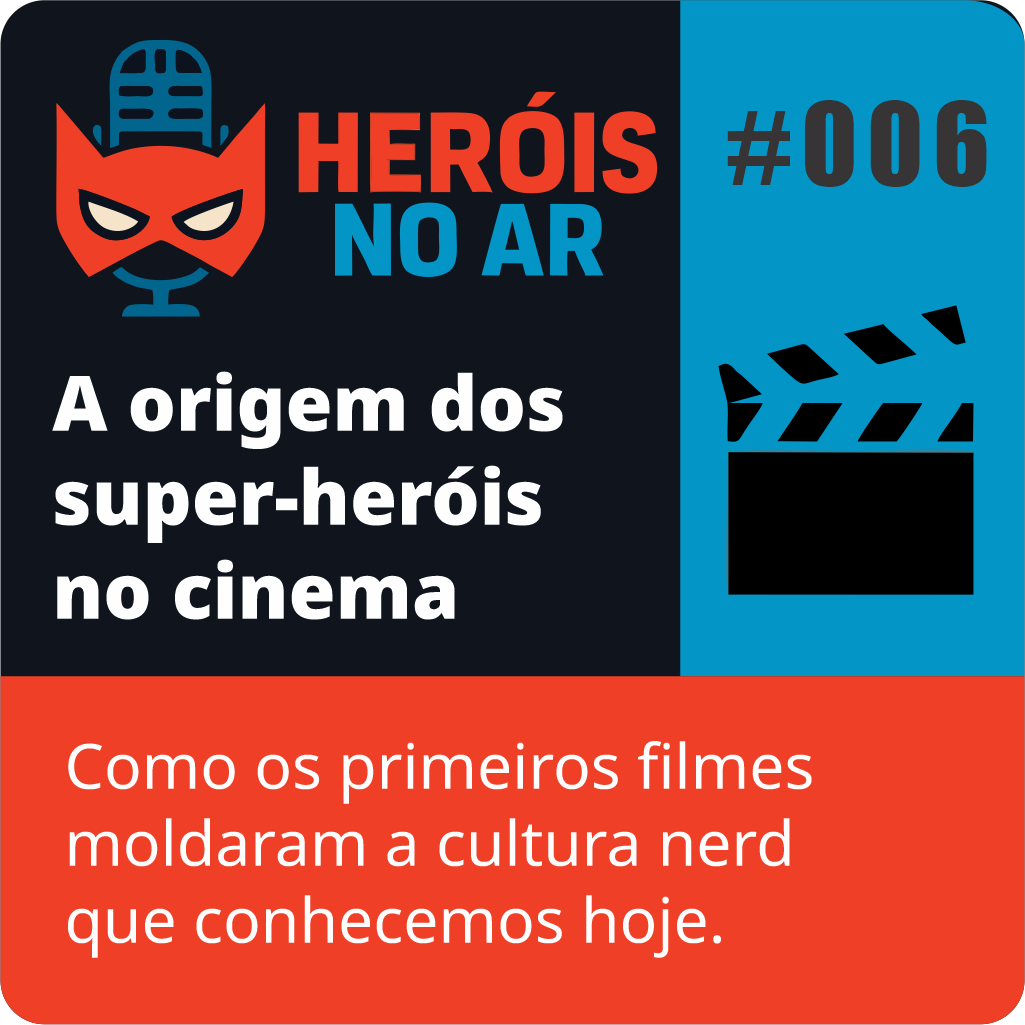 HERÓIS
NO AR
#006
A origem dos
super-heróis
no cinema
Como os primeiros filmes
moldaram a cultura nerd
que conhecemos hoje.